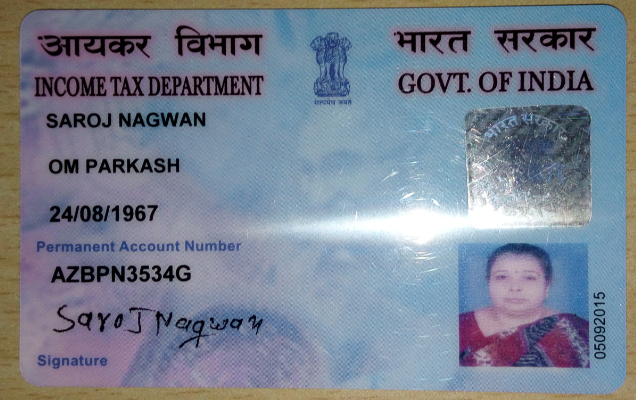 आयकर विभाग
भारत सरकार
INCOME TAX DEPARTMENT
GOVT. OF INDIA
सत्यमेव जयते
SAROJ NAGWAN
भारत सरकार
OM PARKASH
24/08/1967
Permanent Account Number
AZBPN3534G
Saroj Nagwan
Signature
05092015